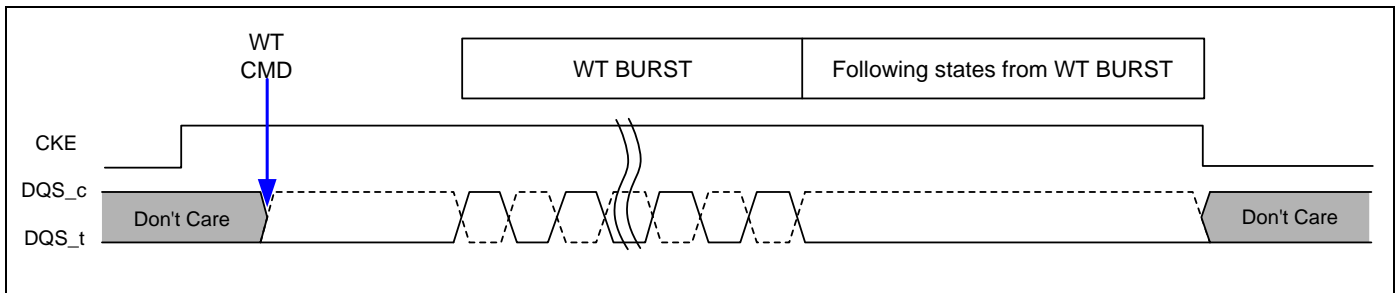 WT
CMD
WT BURST
Following states from WT BURST
CKE
DQS_c
Don't Care
Don't Care
DQS_t